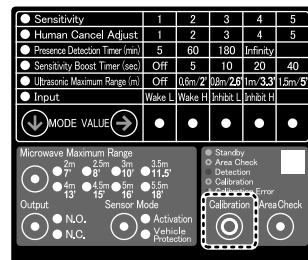 Sensitivity 1 2 3 4 5
Human Cancel Adjust 1 2 3 4 5
Presence Detection Timer (min) 5 60 180 Infinity
Sensitivity Boost Timer (sec) Off 5 10 20 40
Ultrasonic Maximum Range (m) Off 0,6m/2' 0,8m/2.6' 1m/3.3' 1,5m/5'
Input Wake L Wake H Inhibit L Inhibit H
MODE VALUE
Microwave Maximum Range
2m 2.5m 3m 3.5m
7' 8' 10' 11.5'
4m 4,5m 5m 5.5m
13' 15' 16' 18'
Standby
Area Check
Detection
Calibration
Calibration Error
Output Sensor Mode Calibration Area Check
N.O. Activation
N.C. Vehicle
Protection